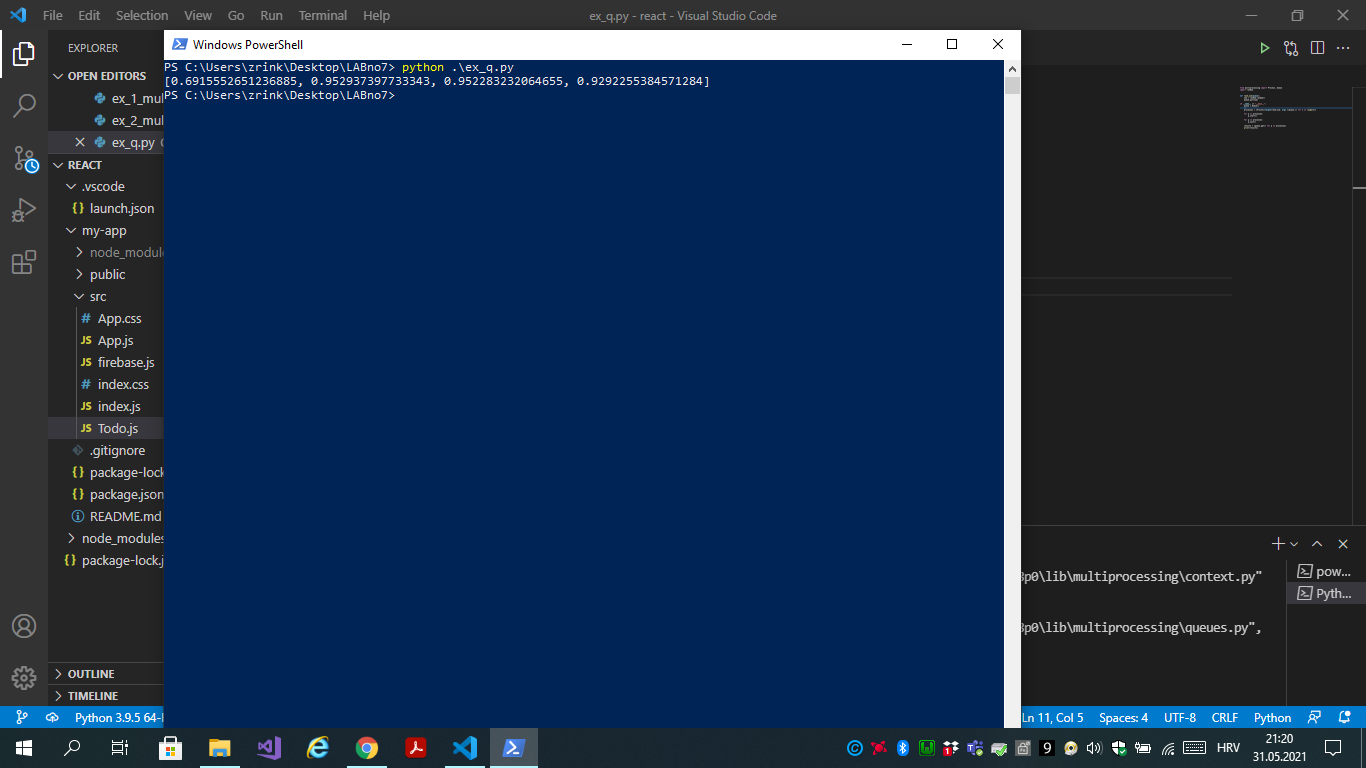 File Edit Selection View Go Run Terminal Help
ex_q.py - react - Visual Studio Code
EXPLORER
OPEN EDITORS
ex_1_mul
ex_2_mul
ex_q.py
REACT
.vscode
{} launch.json
my-app
node_module
public
src
# App.css
JS App.js
JS firebase.js
# index.css
JS index.js
JS Todo.js
.gitignore
{} package-lock
{} package.json
README.md
node_modules
{} package-lock.j
OUTLINE
TIMELINE
Windows PowerShell
PS C:\Users\zrink\Desktop\LABno7> python .\ex_q.py
[0.6915552651236885, 0.952937397733343, 0.952283232064655, 0.9292255384571284]
PS C:\Users\zrink\Desktop\LABno7>
3p0\lib\multiprocessing\context.py"
3p0\lib\multiprocessing\queues.py",
pow...
Pyth...
Python 3.9.5 64-
Ln 11, Col 5 Spaces: 4 UTF-8 CRLF Python
9 HRV
21:20
31.05.2021